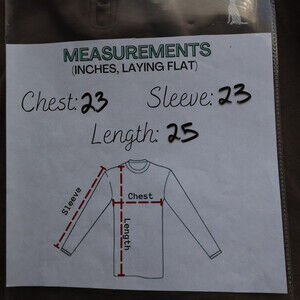 MEASUREMENTS
(INCHES, LAYING FLAT)
Chest: 23 Sleeve: 23
Length: 25
Sleeve
Chest
Length